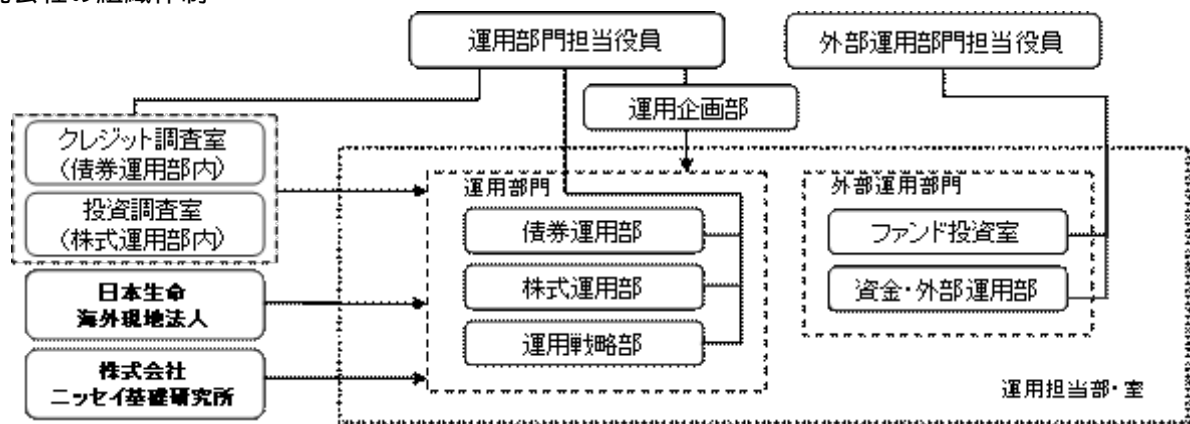 運用部門担当役員
外部運用部門担当役員
運用企画部
クレジット調査室
(債券運用部内)
投資調査室
(株式運用部内)
日本生命
海外現地法人
株式会社
ニッセイ基礎研究所
運用部門
債券運用部
株式運用部
運用戦略部
外部運用部門
ファンド投資室
資金・外部運用部
運用担当部・室